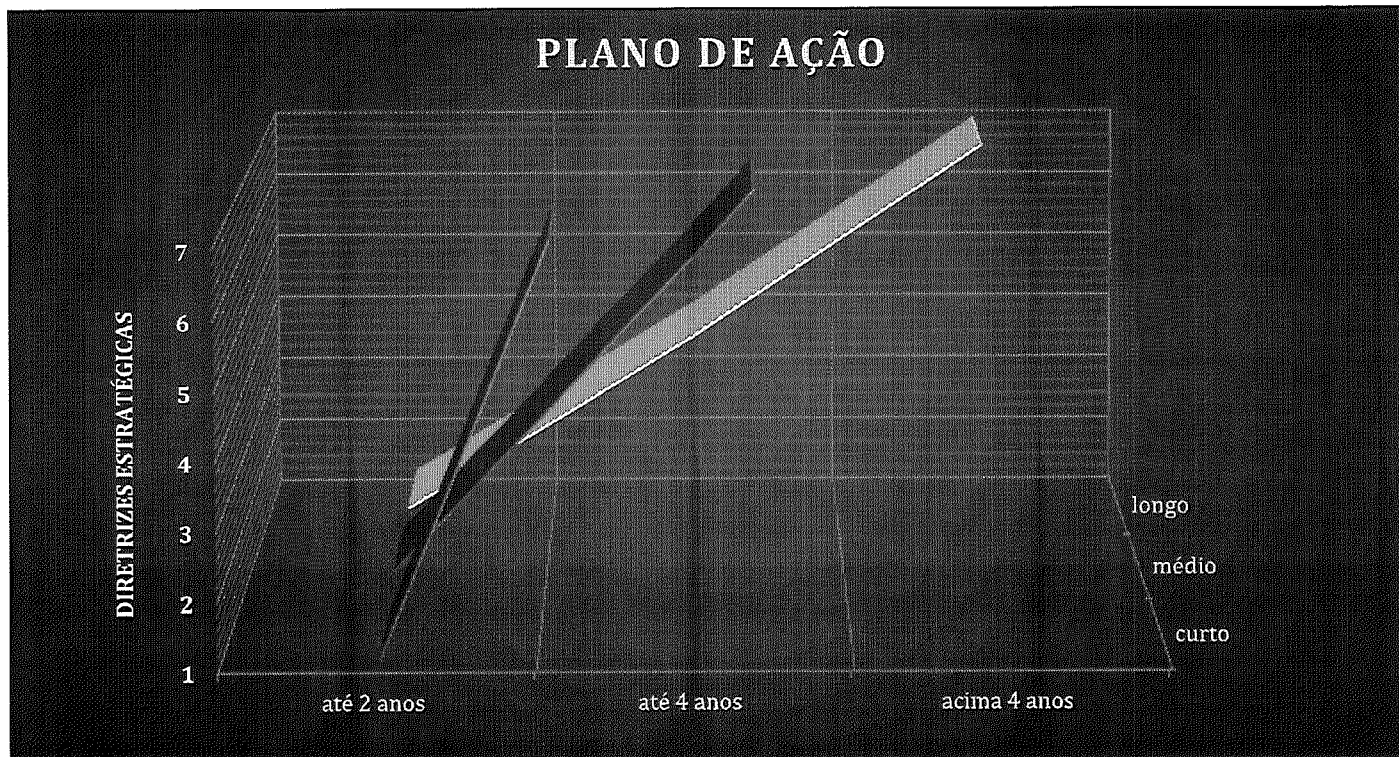 PLANO DE AÇÃO
DIRETRIZES ESTRATÉGICAS
7
6
5
4
3
2
1
até 2 anos
até 4 anos
acima 4 anos
longo
médio
curto